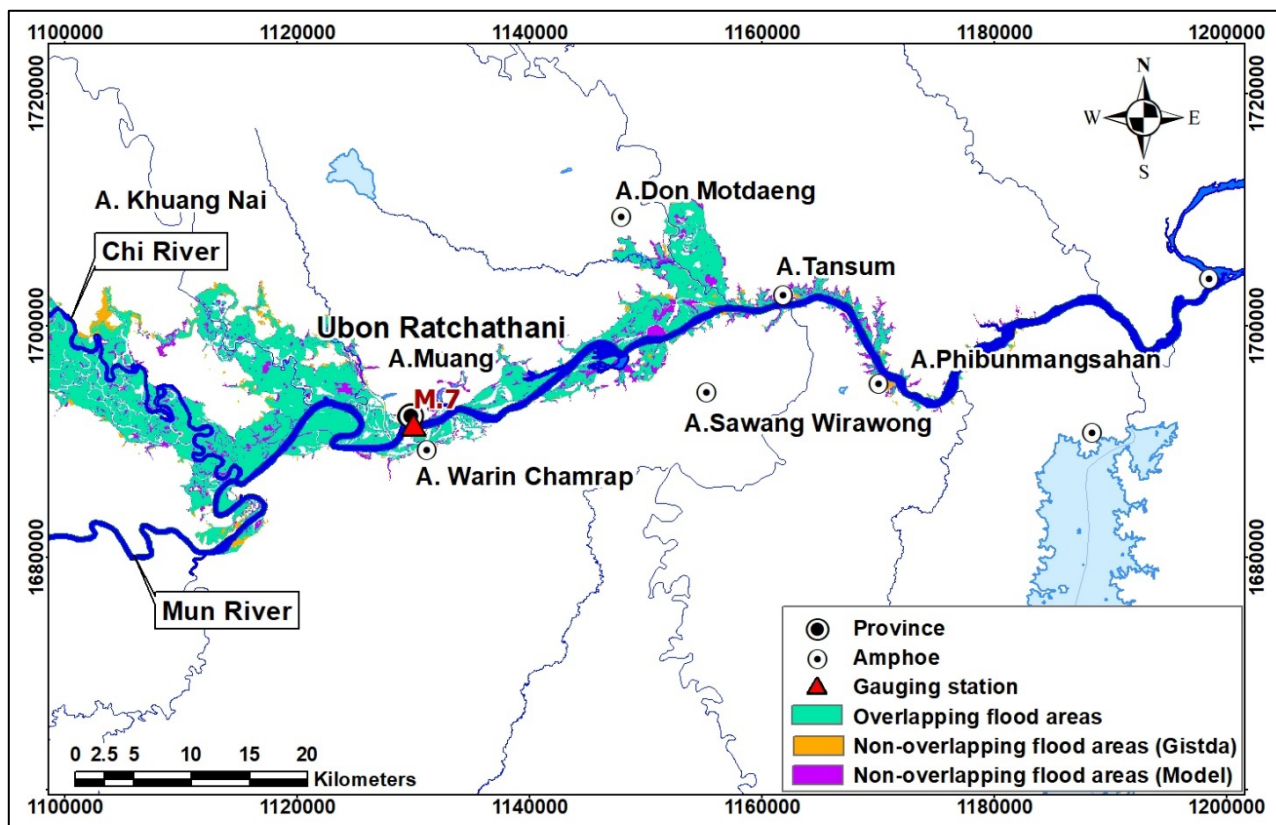 1100000 1120000 1140000 1160000 1180000 1200000
1720000 1720000
N
W E
S
A. Khuang Nai
A.Don Motdaeng
Chi River
A.Tansum
1700000 1700000
Ubon Ratchathani
A.Muang
A.Phibunmangsahan
M.7
A.Sawang Wirawong
A. Warin Chamrap
1680000 1680000
Mun River
Province
Amphoe
Gauging station
Overlapping flood areas
Non-overlapping flood areas (Gistda)
Non-overlapping flood areas (Model)
0 2.5 5 10 15 20
Kilometers
1100000 1120000 1140000 1160000 1180000 1200000